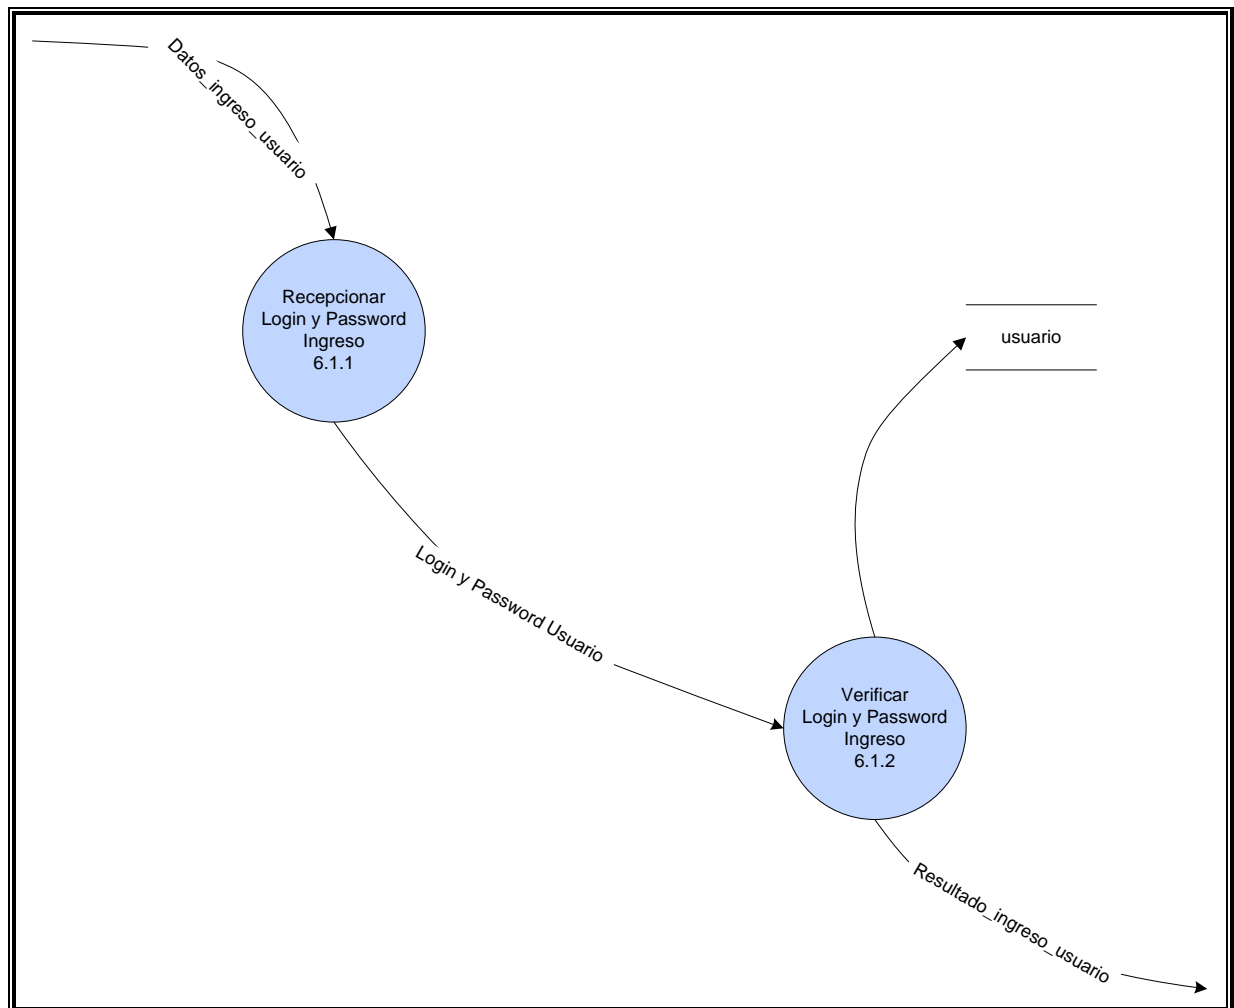 Datos_ingreso_usuario
Recepcionar
Login y Password
Ingreso
6.1.1
usuario
Login y Password Usuario
Verificar
Login y Password
Ingreso
6.1.2
Resultado_ingreso_usuario